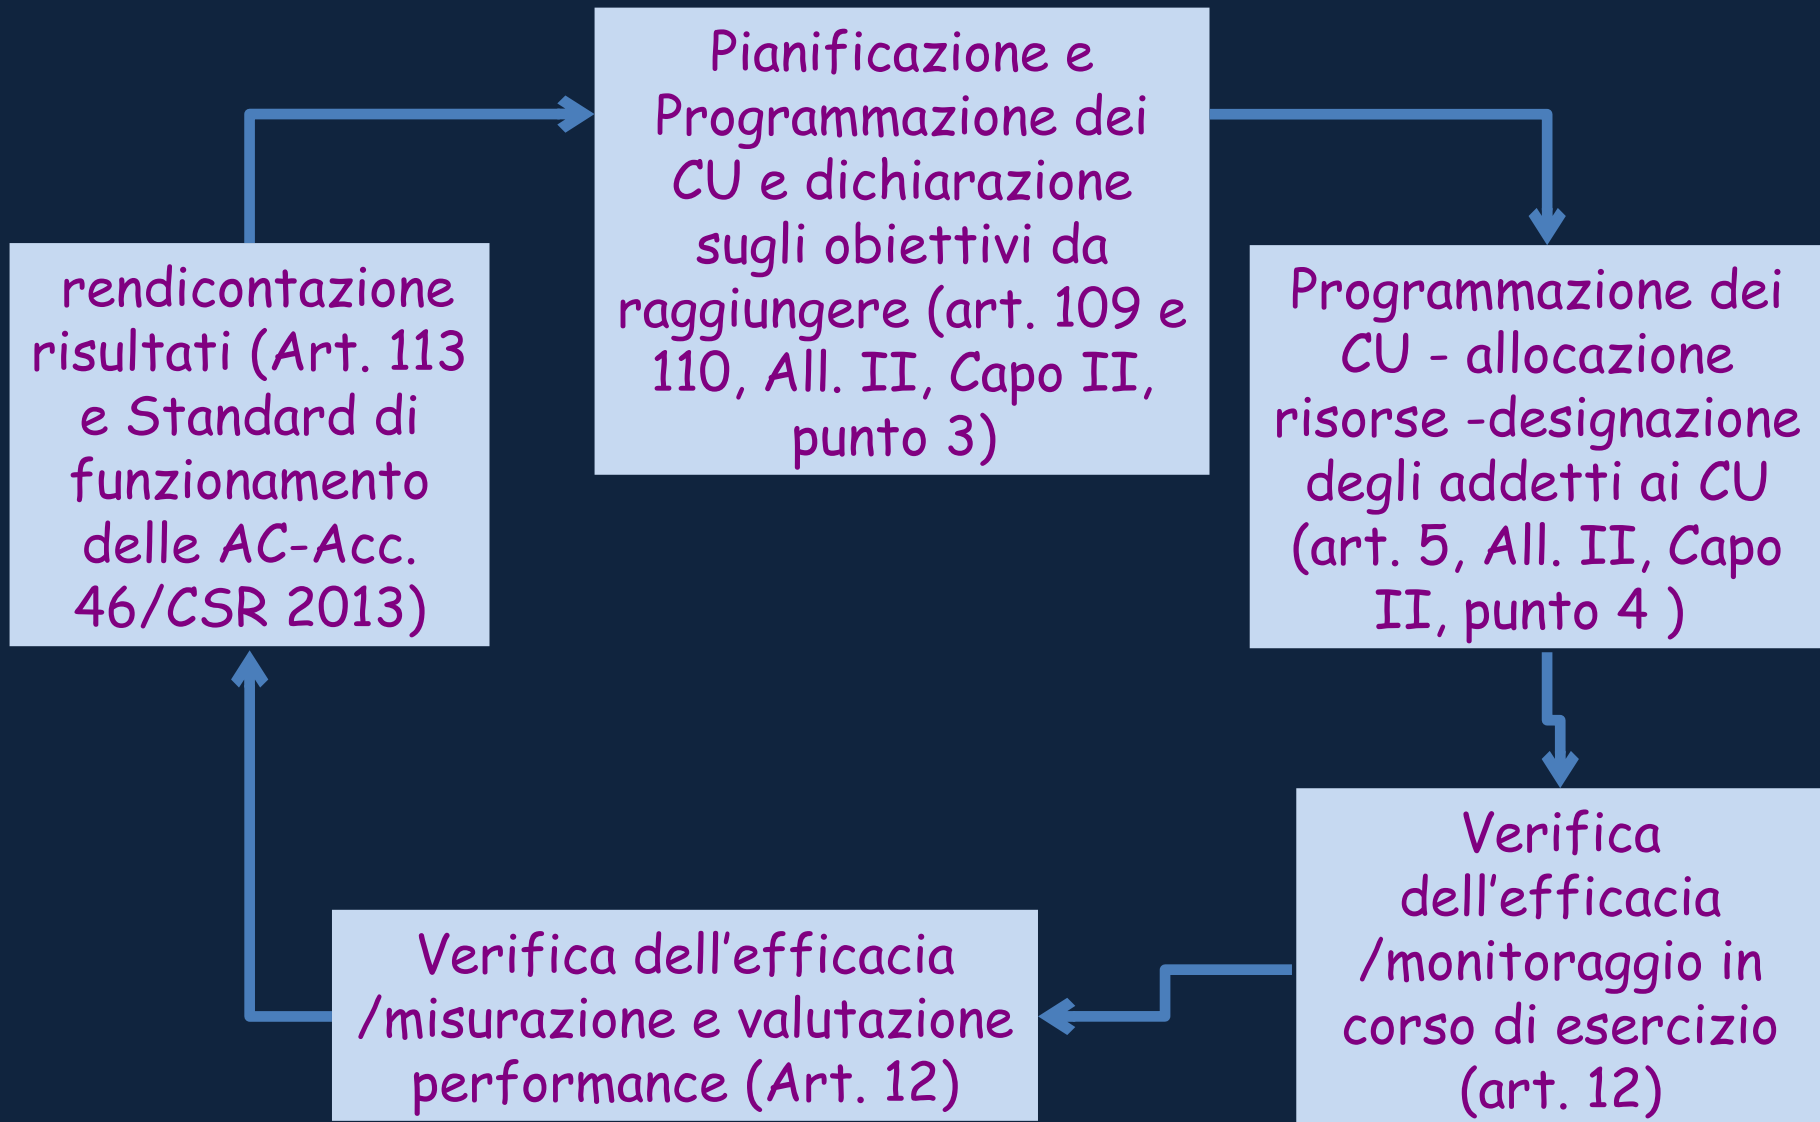 Pianificazione e
Programmazione dei
CU e dichiarazione
sugli obiettivi da
raggiungere (art. 109 e
110, All. II, Capo II,
punto 3)
rendicontazione
risultati (Art. 113
e Standard di
funzionamento
delle AC-Acc.
46/CSR 2013)
Programmazione dei
CU - allocazione
risorse -designazione
degli addetti ai CU
(art. 5, All. II, Capo
II, punto 4 )
Verifica
dell'efficacia
/monitoraggio in
corso di esercizio
(art. 12)
Verifica dell'efficacia
/misurazione e valutazione
performance (Art. 12)